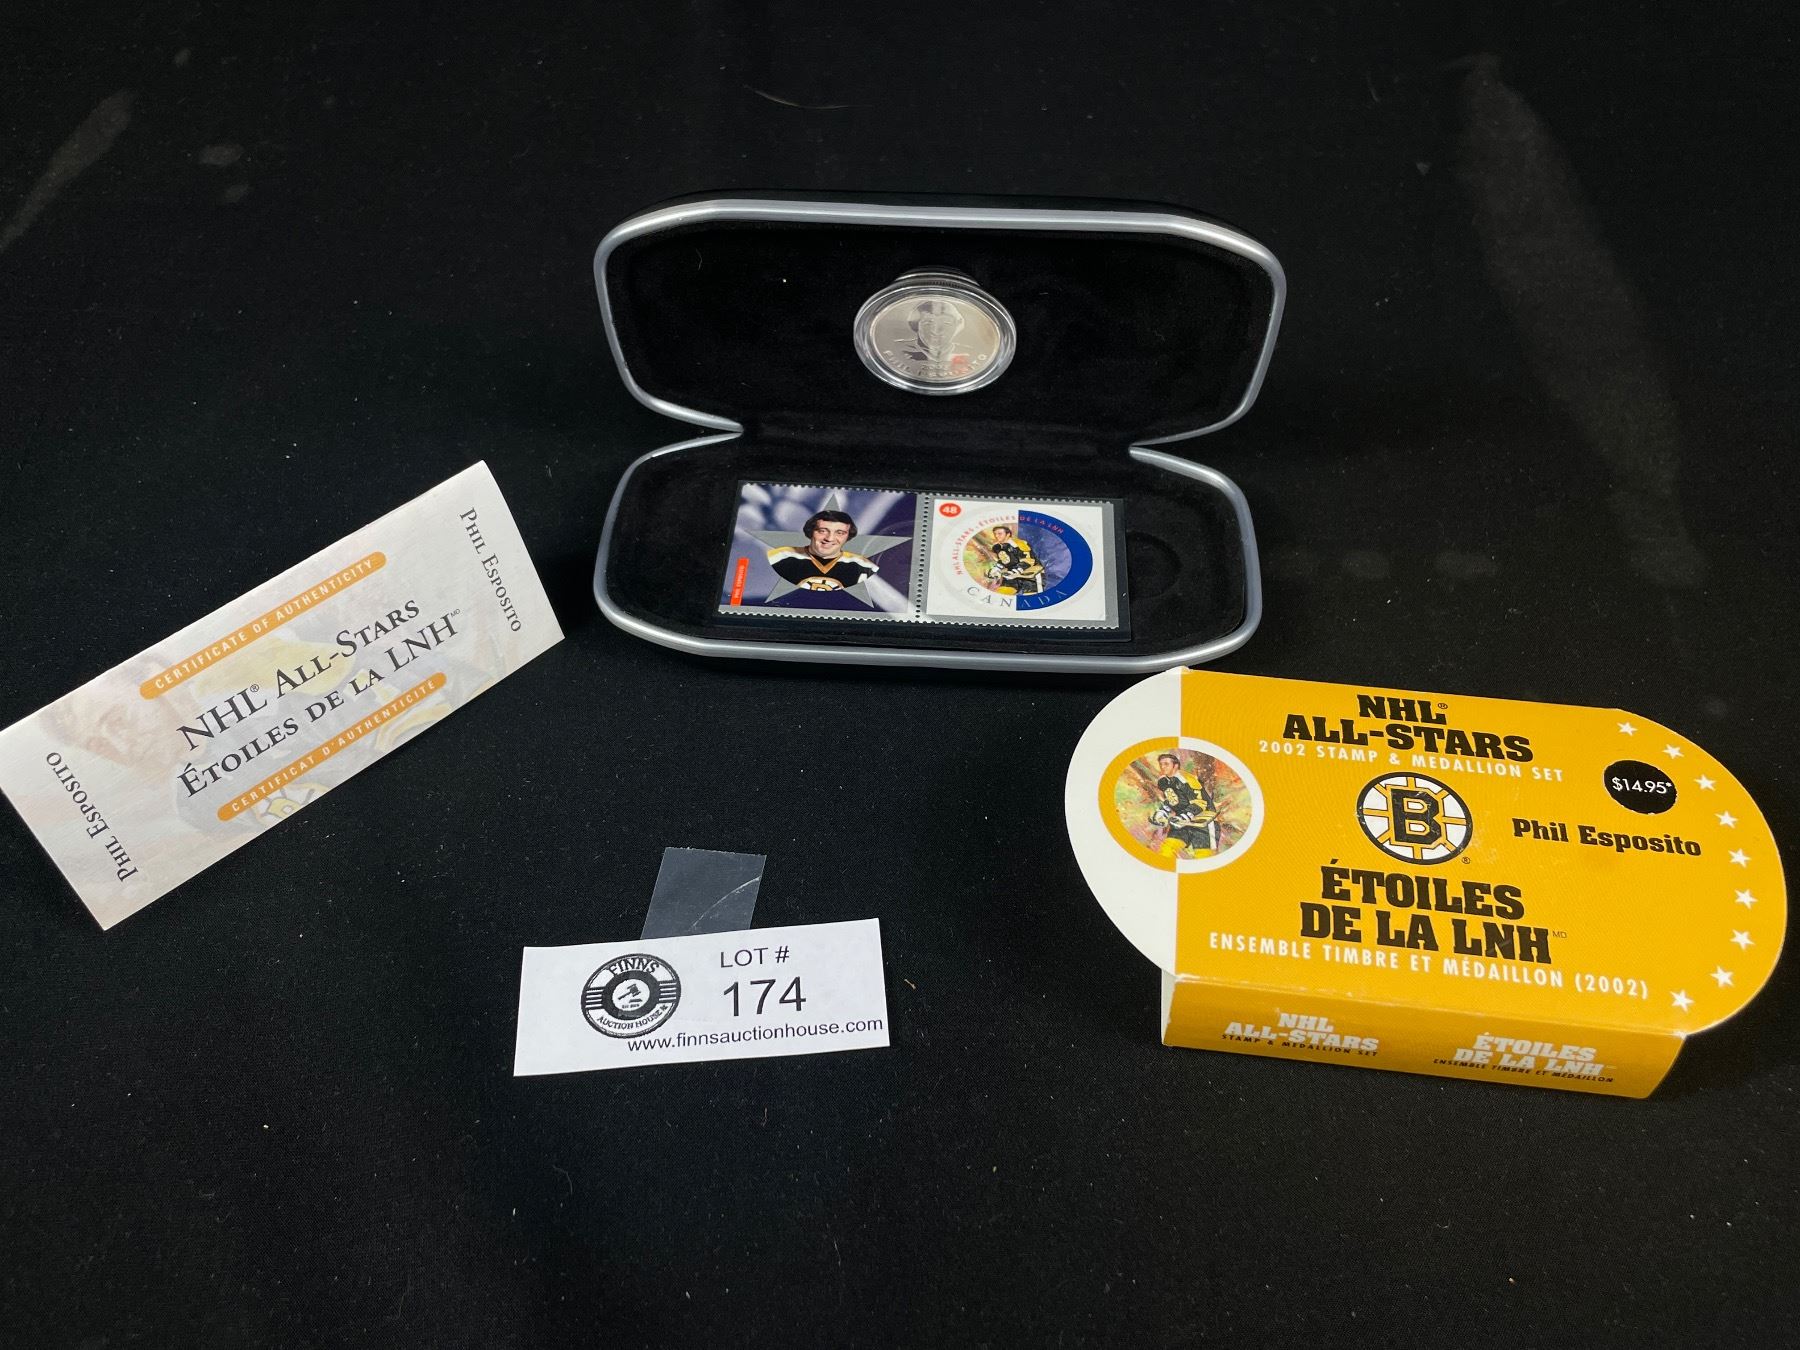 PHIL ESPOSITO
2002
PHIL ESPOSITO
48
NHL ALL-STARS • ÉTOILES DE LA LNH
CANADA
PHIL ESPOSITO
CERTIFICATE OF AUTHENTICITY
NHL® ALL-STARS
ÉTOILES DE LA LNH MD
CERTIFICAT D'AUTHENTICITÉ
PHIL ESPOSITO
NHL®
ALL-STARS
2002 STAMP & MEDALLION SET
$14.95*
B
®
Phil Esposito
ÉTOILES
DE LA LNH MD
ENSEMBLE TIMBRE ET MÉDAILLON (2002)
NHL
ALL-STARS
STAMP & MEDALLION SET
ÉTOILES
DE LA LNH
ENSEMBLE TIMBRE ET MÉDAILLON
FINNS
AUCTION HOUSE
LOT #
174
www.finnsauctionhouse.com